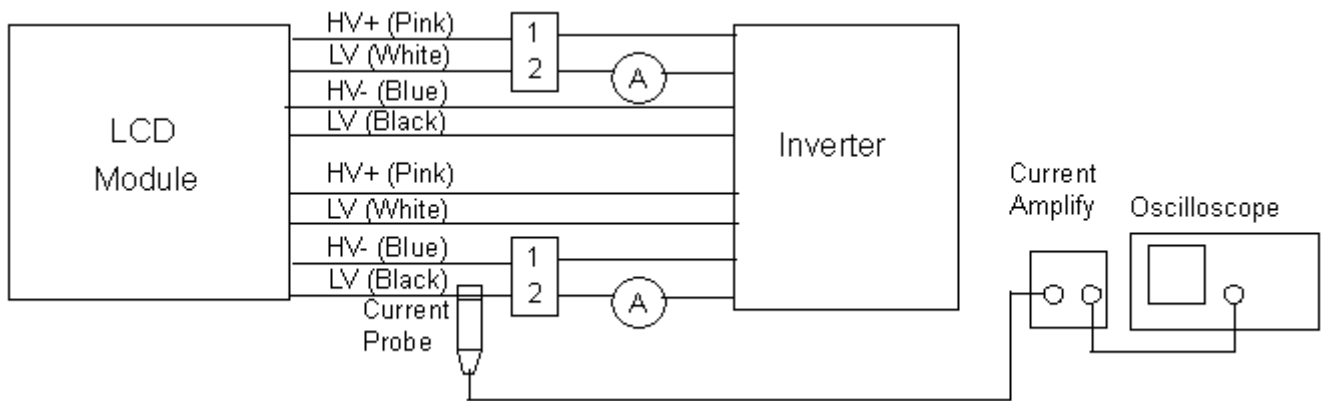 HV+ (Pink)
LV (White)
HV- (Blue)
LV (Black)
HV+ (Pink)
LV (White)
HV- (Blue)
LV (Black)
LCD
Module
1
2
A
1
2
A
Inverter
Current
Probe
Current
Amplify
Oscilloscope